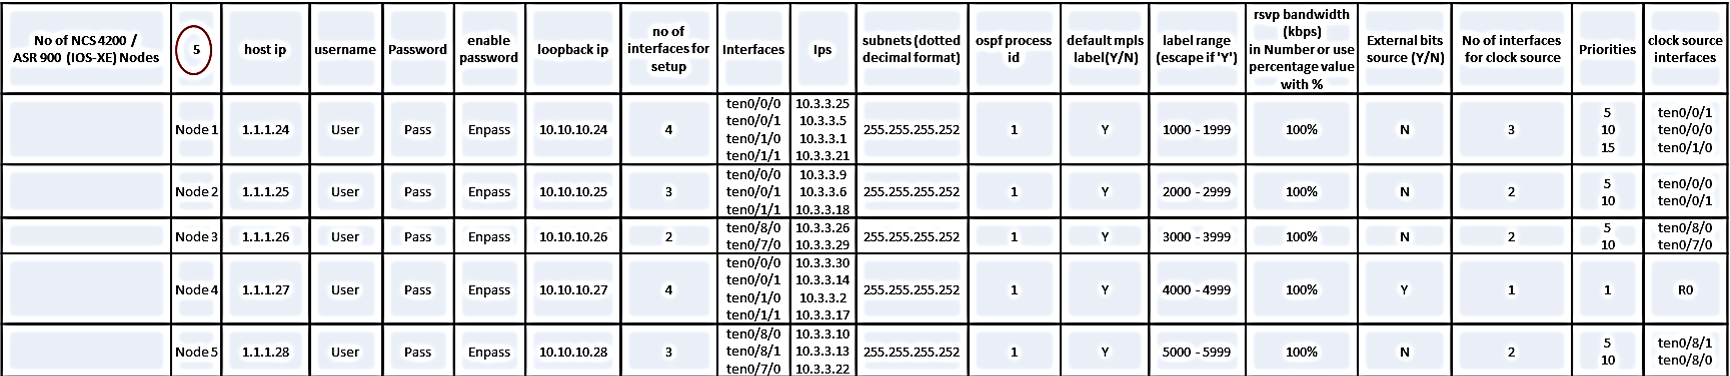 No of NCS 4200 /
ASR 900 (IOS-XE) Nodes
5
host ip
username
Password
enable
password
loopback ip
no of
interfaces for
setup
Interfaces
Ips
subnets (dotted
decimal format)
ospf process
id
default mpls
label(Y/N)
label range
(escape if 'Y')
rsvp bandwidth
(kbps)
in Number or use
percentage value
with %
External bits
source (Y/N)
No of interfaces
for clock source
Priorities
clock source
interfaces
Node 1
1.1.1.24
User
Pass
Enpass
10.10.10.24
4
ten0/0/0
ten0/0/1
ten0/1/0
ten0/1/1
10.3.3.25
10.3.3.5
10.3.3.1
10.3.3.21
255.255.255.252
1
Y
1000 - 1999
100%
N
3
5
10
15
ten0/0/1
ten0/0/0
ten0/1/0
Node 2
1.1.1.25
User
Pass
Enpass
10.10.10.25
3
ten0/0/0
ten0/0/1
ten0/1/1
10.3.3.9
10.3.3.6
10.3.3.18
255.255.255.252
1
Y
2000 - 2999
100%
N
2
5
10
ten0/0/0
ten0/0/1
Node 3
1.1.1.26
User
Pass
Enpass
10.10.10.26
2
ten0/8/0
ten0/7/0
10.3.3.26
10.3.3.29
255.255.255.252
1
Y
3000 - 3999
100%
N
2
5
10
ten0/8/0
ten0/7/0
Node 4
1.1.1.27
User
Pass
Enpass
10.10.10.27
4
ten0/0/0
ten0/0/1
ten0/1/0
ten0/1/1
10.3.3.30
10.3.3.14
10.3.3.2
10.3.3.17
255.255.255.252
1
Y
4000 - 4999
100%
Y
1
1
R0
Node 5
1.1.1.28
User
Pass
Enpass
10.10.10.28
3
ten0/8/0
ten0/8/1
ten0/7/0
10.3.3.10
10.3.3.13
10.3.3.22
255.255.255.252
1
Y
5000 - 5999
100%
N
2
5
10
ten0/8/1
ten0/8/0